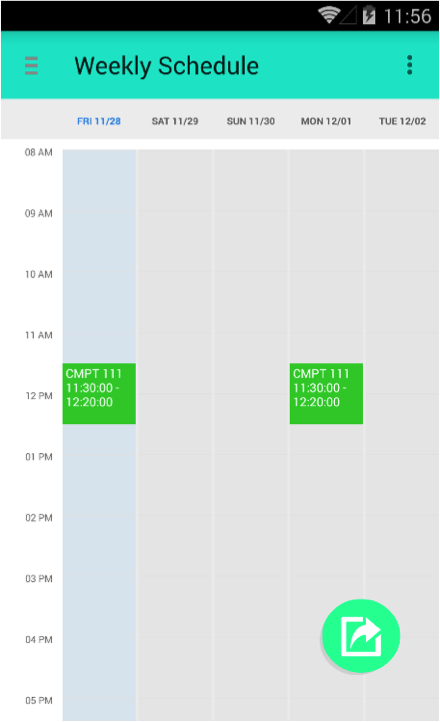 11:56
Weekly Schedule
FRI 11/28 SAT 11/29 SUN 11/30 MON 12/01 TUE 12/02
08 AM
09 AM
10 AM
11 AM
CMPT 111
11:30:00 -
12:20:00
CMPT 111
11:30:00 -
12:20:00
12 PM
01 PM
02 PM
03 PM
04 PM
05 PM